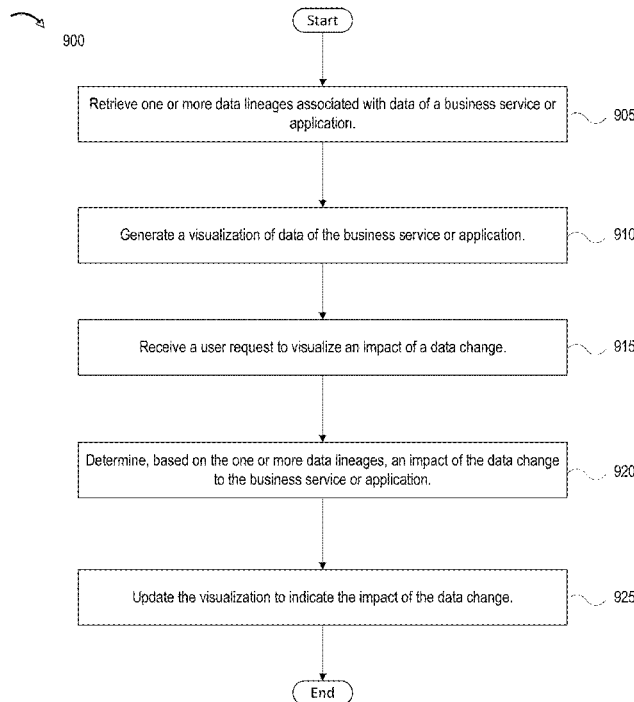 Start
900
Retrieve one or more data lineages associated with data of a business service or
application.
905
Generate a visualization of data of the business service or application.
910
Receive a user request to visualize an impact of a data change.
915
Determine, based on the one or more data lineages, an impact of the data change
to the business service or application.
920
Update the visualization to indicate the impact of the data change.
925
End